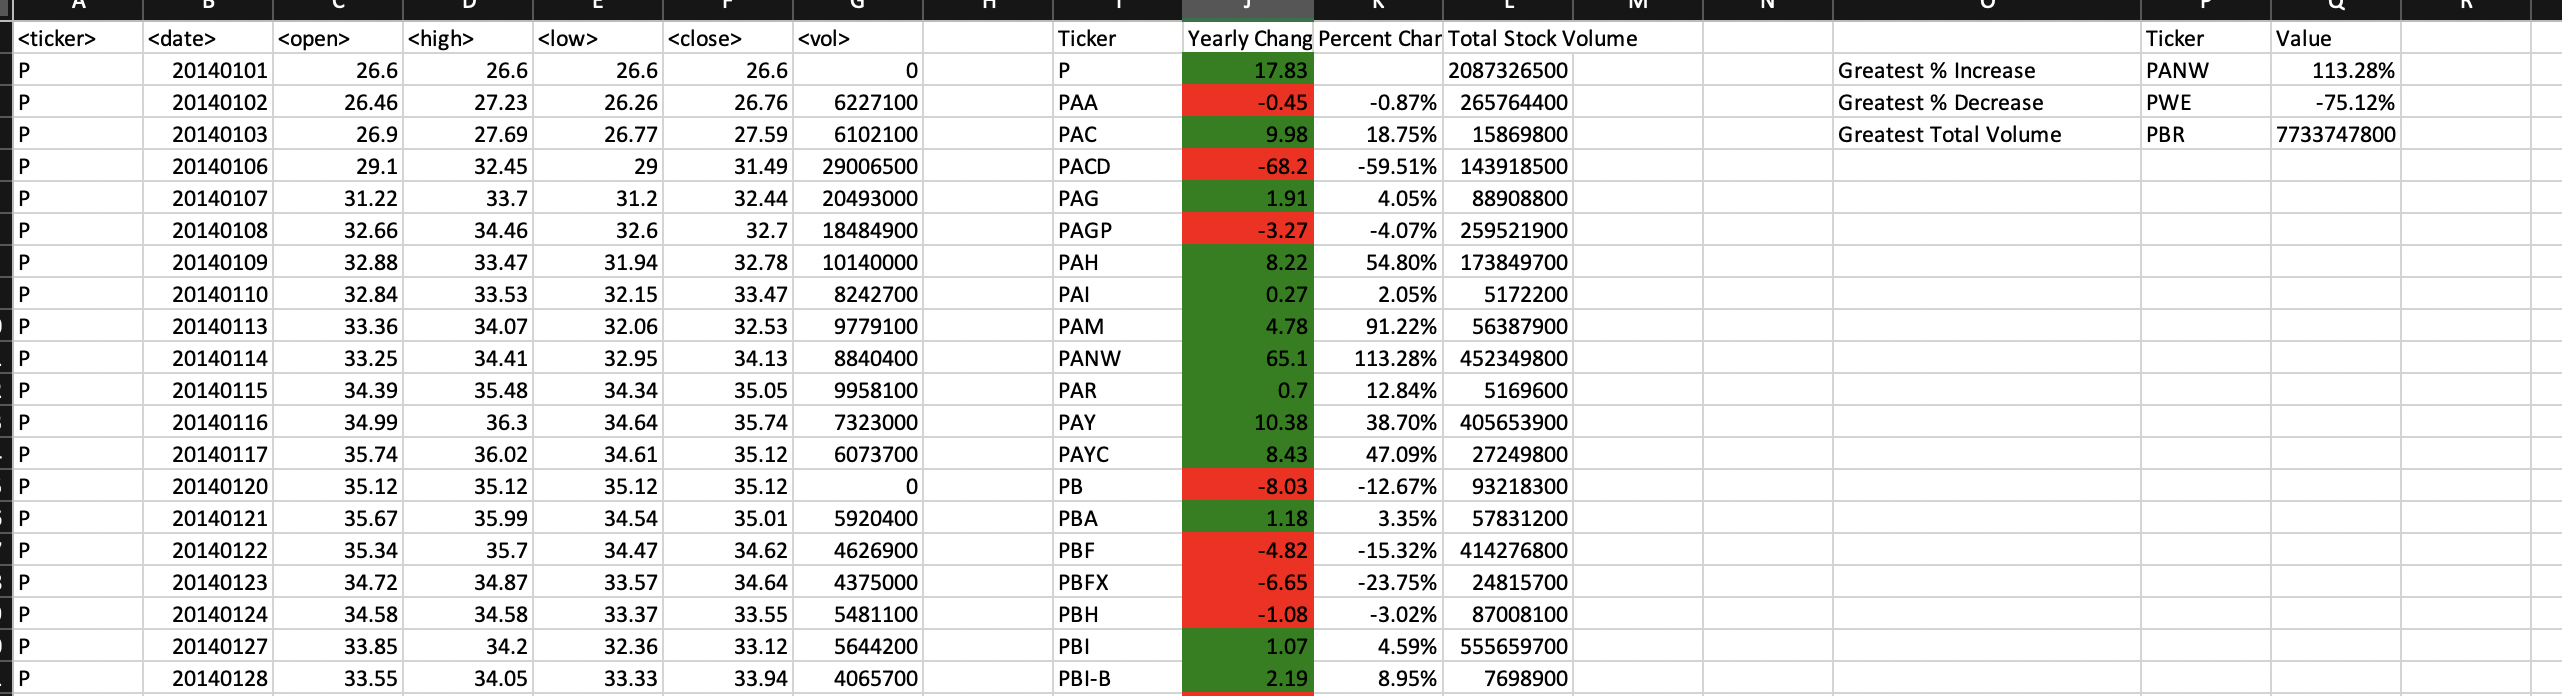 A B C D E F G H I J K L M N O P Q R
<ticker> <date> <open> <high> <low> <close> <vol> Ticker Yearly Chang Percent Char Total Stock Volume Ticker Value
P 20140101 26.6 26.6 26.6 26.6 0 P 17.83 2087326500 Greatest % Increase PANW 113.28%
P 20140102 26.46 27.23 26.26 26.76 6227100 PAA -0.45 -0.87% 265764400 Greatest % Decrease PWE -75.12%
P 20140103 26.9 27.69 26.77 27.59 6102100 PAC 9.98 18.75% 15869800 Greatest Total Volume PBR 7733747800
P 20140106 29.1 32.45 29 31.49 29006500 PACD -68.2 -59.51% 143918500
P 20140107 31.22 33.7 31.2 32.44 20493000 PAG 1.91 4.05% 88908800
P 20140108 32.66 34.46 32.6 32.7 18484900 PAGP -3.27 -4.07% 259521900
P 20140109 32.88 33.47 31.94 32.78 10140000 PAH 8.22 54.80% 173849700
P 20140110 32.84 33.53 32.15 33.47 8242700 PAI 0.27 2.05% 5172200
P 20140113 33.36 34.07 32.06 32.53 9779100 PAM 4.78 91.22% 56387900
P 20140114 33.25 34.41 32.95 34.13 8840400 PANW 65.1 113.28% 452349800
P 20140115 34.39 35.48 34.34 35.05 9958100 PAR 0.7 12.84% 5169600
P 20140116 34.99 36.3 34.64 35.74 7323000 PAY 10.38 38.70% 405653900
P 20140117 35.74 36.02 34.61 35.12 6073700 PAYC 8.43 47.09% 27249800
P 20140120 35.12 35.12 35.12 35.12 0 PB -8.03 -12.67% 93218300
P 20140121 35.67 35.99 34.54 35.01 5920400 PBA 1.18 3.35% 57831200
P 20140122 35.34 35.7 34.47 34.62 4626900 PBF -4.82 -15.32% 414276800
P 20140123 34.72 34.87 33.57 34.64 4375000 PBFX -6.65 -23.75% 24815700
P 20140124 34.58 34.58 33.37 33.55 5481100 PBH -1.08 -3.02% 87008100
P 20140127 33.85 34.2 32.36 33.12 5644200 PBI 1.07 4.59% 555659700
P 20140128 33.55 34.05 33.33 33.94 4065700 PBI-B 2.19 8.95% 7698900